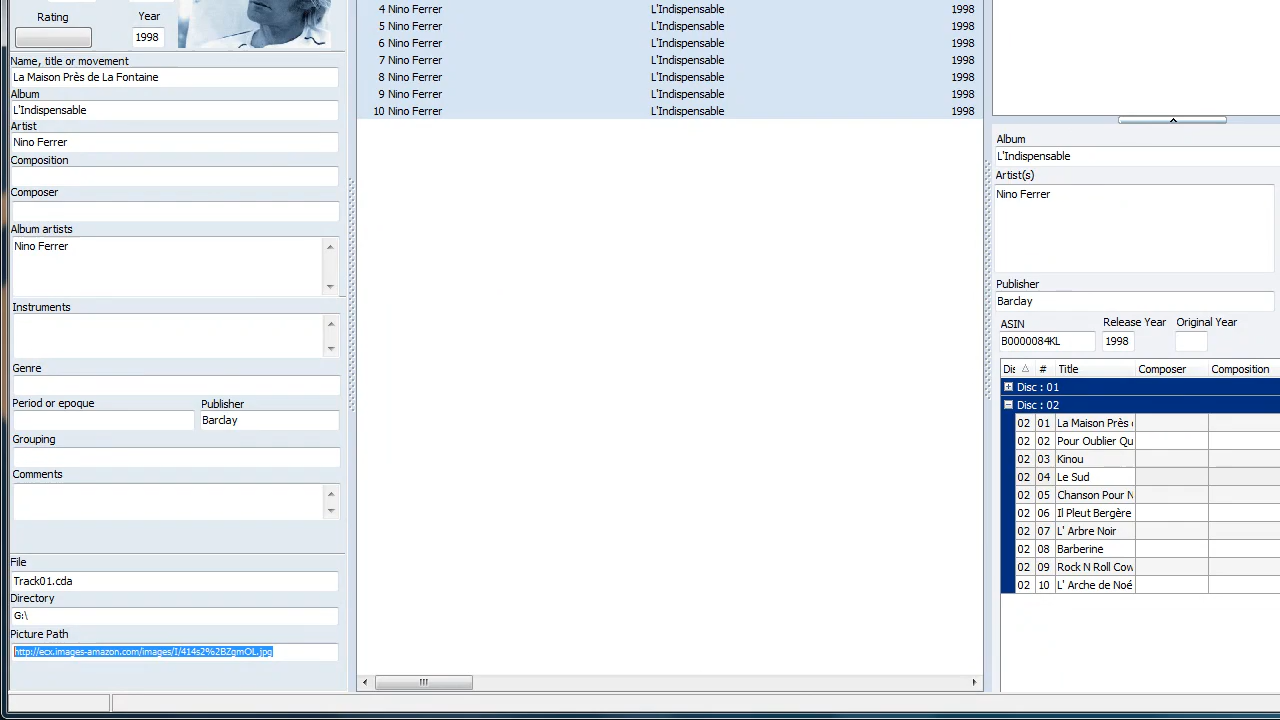 Rating
Year
1998
Name, title or movement
La Maison Près de La Fontaine
Album
L'Indispensable
Artist
Nino Ferrer
Composition
Composer
Album artists
Nino Ferrer
Instruments
Genre
Period or epoque
Publisher
Barclay
Grouping
Comments
File
Track01.cda
Directory
G:\
Picture Path
http://ecx.images-amazon.com/images/I/414s2%2BZgmOL.jpg
4 Nino Ferrer L'Indispensable 1998
5 Nino Ferrer L'Indispensable 1998
6 Nino Ferrer L'Indispensable 1998
7 Nino Ferrer L'Indispensable 1998
8 Nino Ferrer L'Indispensable 1998
9 Nino Ferrer L'Indispensable 1998
10 Nino Ferrer L'Indispensable 1998
Album
L'Indispensable
Artist(s)
Nino Ferrer
Publisher
Barclay
ASIN Release Year Original Year
B0000084KL 1998
Dis # Title Composer Composition
Disc : 01
Disc : 02
02 01 La Maison Près
02 02 Pour Oublier Qu
02 03 Kinou
02 04 Le Sud
02 05 Chanson Pour N
02 06 Il Pleut Bergère
02 07 L' Arbre Noir
02 08 Barberine
02 09 Rock N Roll Cow
02 10 L' Arche de Noé